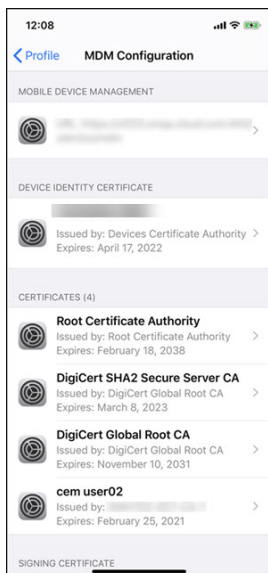 12:08
Profile
MDM Configuration
MOBILE DEVICE MANAGEMENT
DEVICE IDENTITY CERTIFICATE
Issued by: Devices Certificate Authority
Expires: April 17, 2022
CERTIFICATES (4)
Root Certificate Authority
Issued by: Root Certificate Authority
Expires: February 18, 2038
DigiCert SHA2 Secure Server CA
Issued by: DigiCert Global Root CA
Expires: March 8, 2023
DigiCert Global Root CA
Issued by: DigiCert Global Root CA
Expires: November 10, 2031
cem user02
Issued by:
Expires: February 25, 2021
SIGNING CERTIFICATE